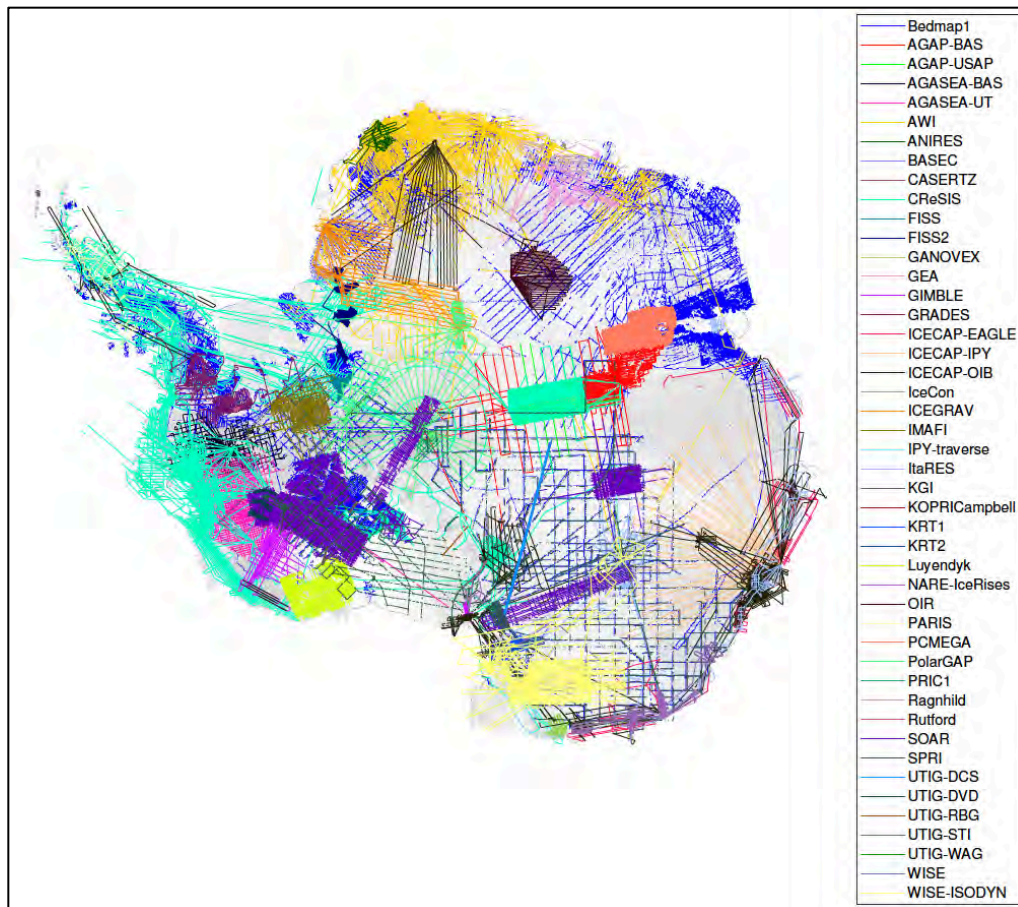 Bedmap1
AGAP-BAS
AGAP-USAP
AGASEA-BAS
AGASEA-UT
AWI
ANIRES
BASEC
CASERTZ
CReSIS
FISS
FISS2
GANOVEX
GEA
GIMBLE
GRADES
ICECAP-EAGLE
ICECAP-IPY
ICECAP-OIB
IceCon
ICEGRAV
IMAFI
IPY-traverse
ItaRES
KGI
KOPRICampbell
KRT1
KRT2
Luyendyk
NARE-IceRises
OIR
PARIS
PCMEGA
PolarGAP
PRIC1
Ragnhild
Rutford
SOAR
SPRI
UTIG-DCS
UTIG-DVD
UTIG-RBG
UTIG-STI
UTIG-WAG
WISE
WISE-ISODYN